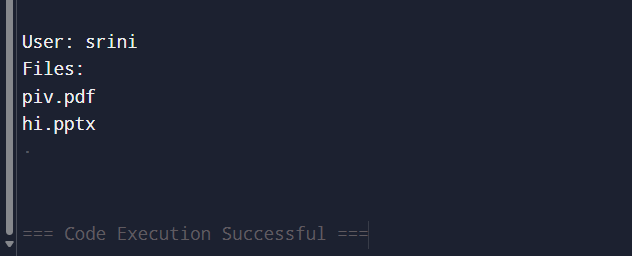 User: srini
Files:
piv.pdf
hi.pptx
.
=== Code Execution Successful ===